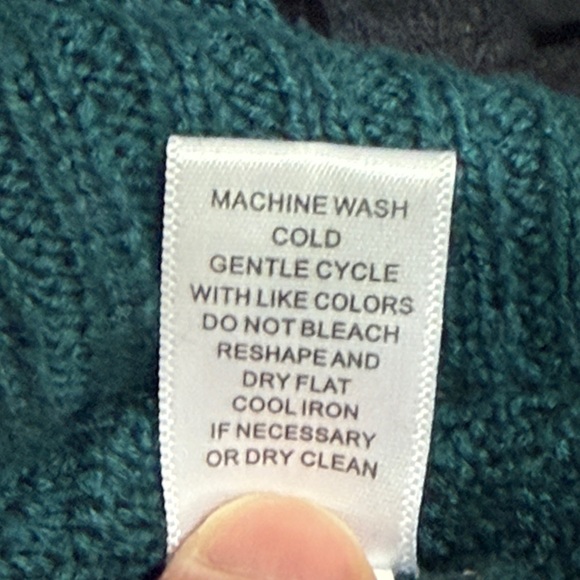 MACHINE WASH
COLD
GENTLE CYCLE
WITH LIKE COLORS
DO NOT BLEACH
RESHAPE AND
DRY FLAT
COOL IRON
IF NECESSARY
OR DRY CLEAN